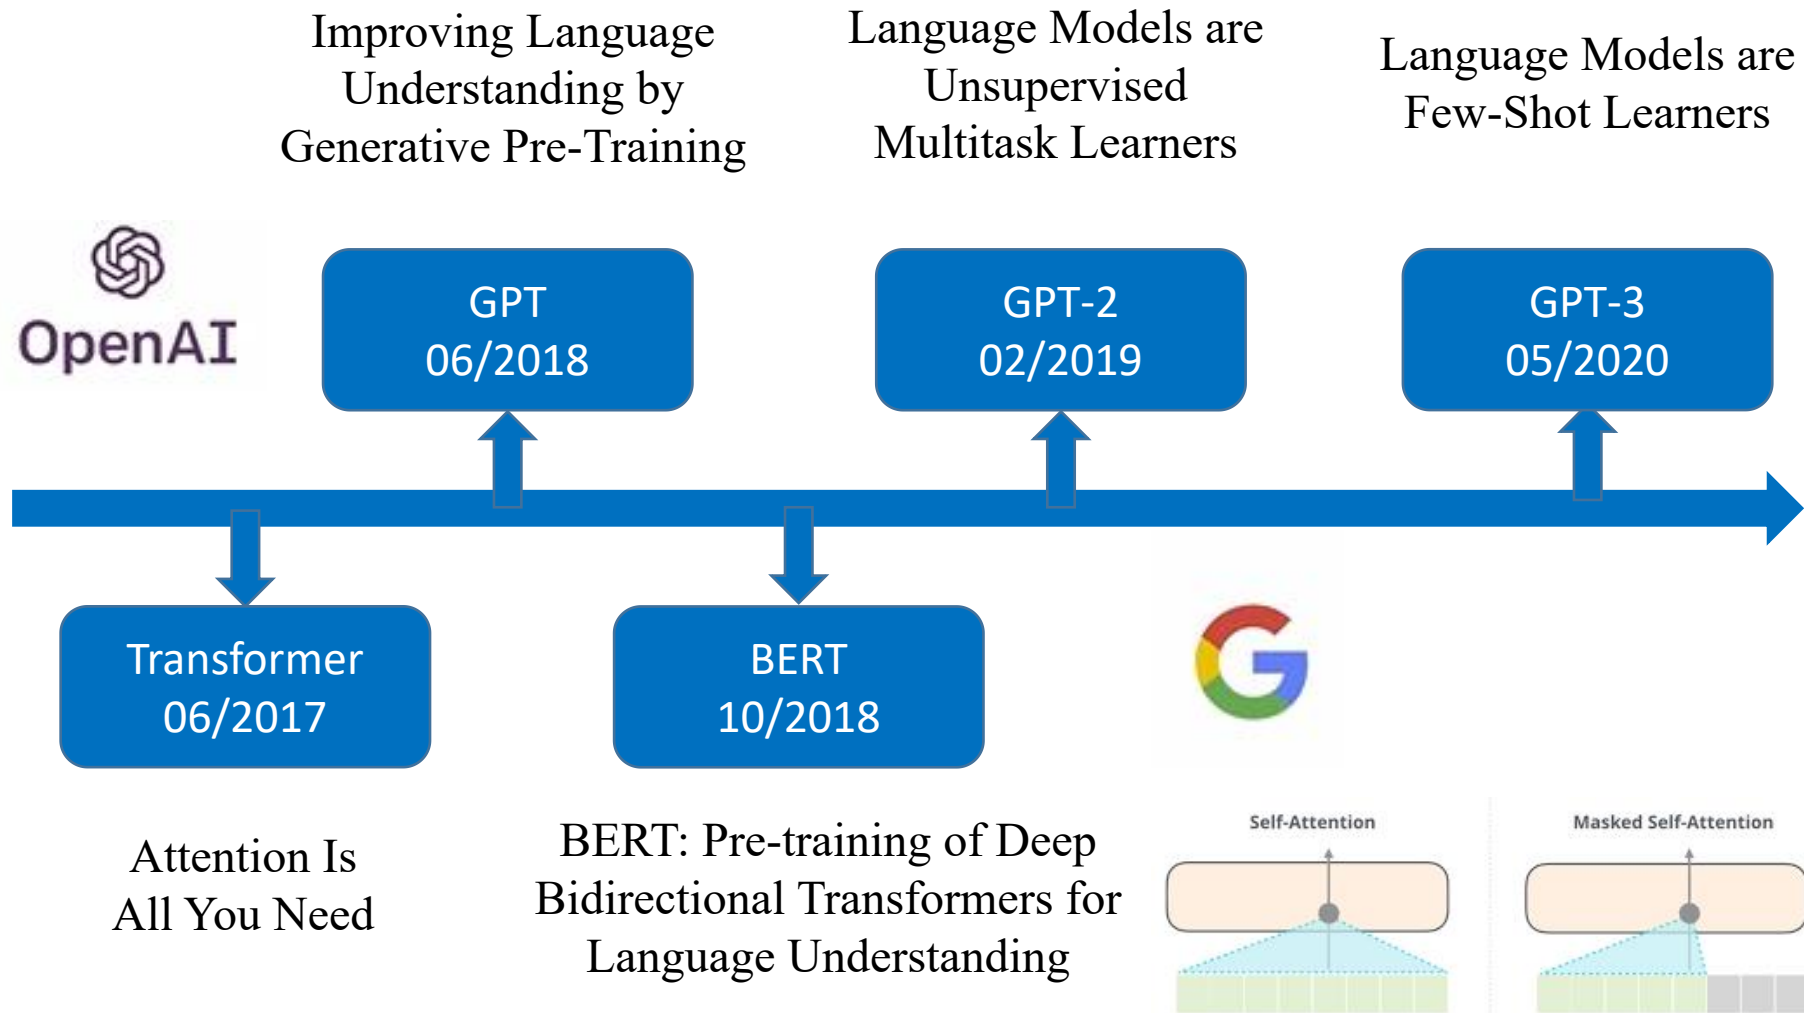 Improving Language
Understanding by
Generative Pre-Training
Language Models are
Unsupervised
Multitask Learners
Language Models are
Few-Shot Learners
OpenAI
GPT
06/2018
GPT-2
02/2019
GPT-3
05/2020
Transformer
06/2017
BERT
10/2018
Attention Is
All You Need
BERT: Pre-training of Deep
Bidirectional Transformers for
Language Understanding
Self-Attention
Masked Self-Attention